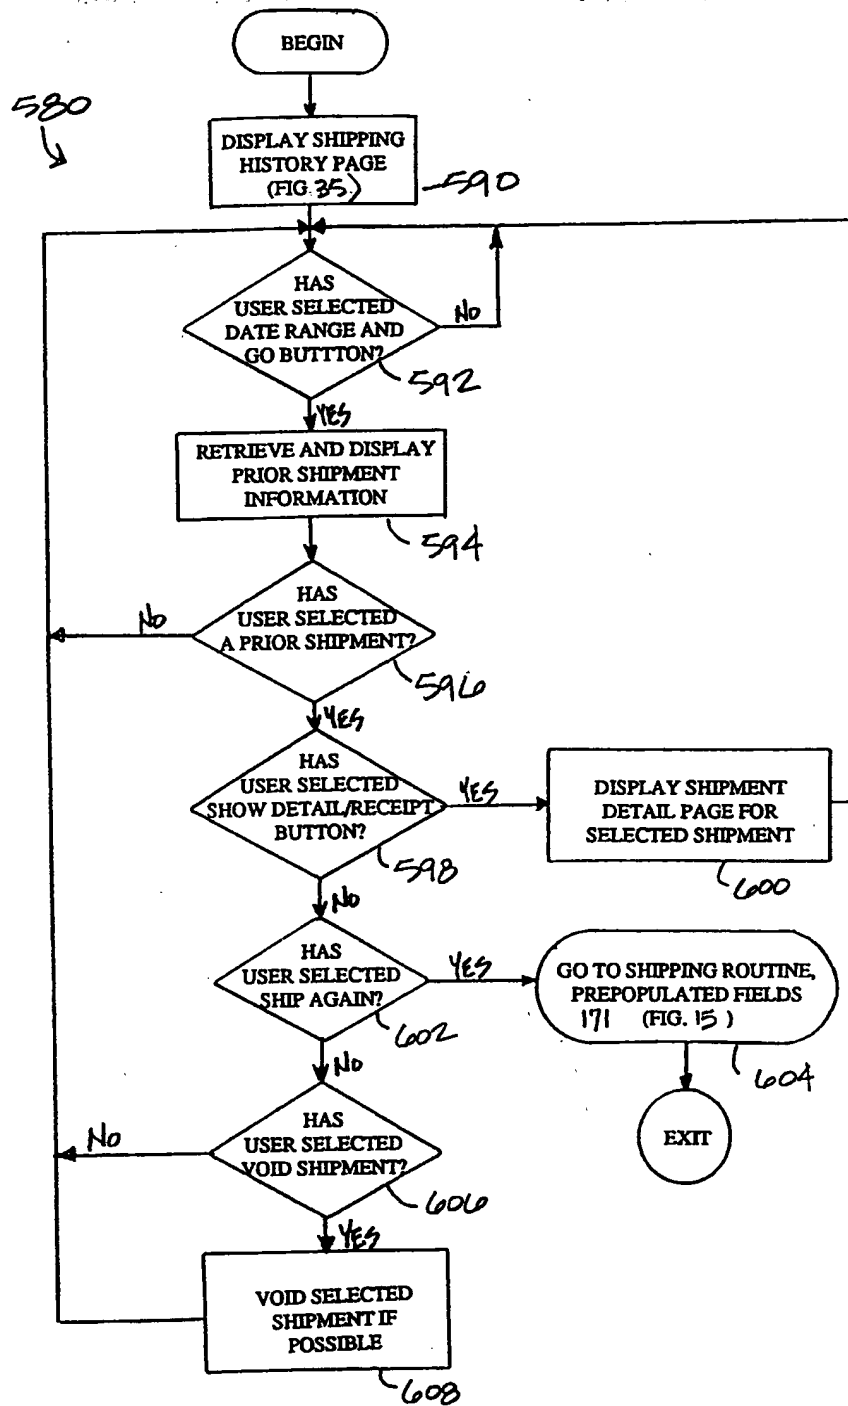 BEGIN
580
DISPLAY SHIPPING
HISTORY PAGE
(FIG. 35)
590
HAS
USER SELECTED
DATE RANGE AND
GO BUTTTON?
NO
592
YES
RETRIEVE AND DISPLAY
PRIOR SHIPMENT
INFORMATION
594
HAS
USER SELECTED
A PRIOR SHIPMENT?
NO
596
YES
HAS
USER SELECTED
SHOW DETAIL/RECEIPT
BUTTON?
YES
598
DISPLAY SHIPMENT
DETAIL PAGE FOR
SELECTED SHIPMENT
600
NO
HAS
USER SELECTED
SHIP AGAIN?
YES
602
GO TO SHIPPING ROUTINE,
PREPOPULATED FIELDS
171 (FIG. 15)
604
EXIT
NO
HAS
USER SELECTED
VOID SHIPMENT?
NO
606
YES
VOID SELECTED
SHIPMENT IF
POSSIBLE
608